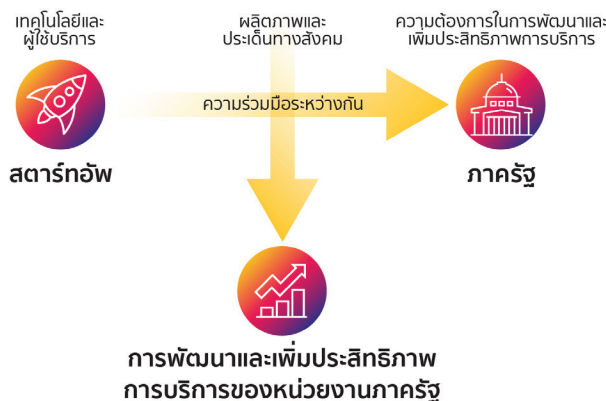 เทคโนโลยีและ
ผู้ใช้บริการ
ผลิตภาพและ
ประเด็นทางสังคม
ความต้องการในการพัฒนาและ
เพิ่มประสิทธิภาพการบริการ
ความร่วมมือระหว่างกัน
สตาร์ทอัพ
ภาครัฐ
การพัฒนาและเพิ่มประสิทธิภาพ
การบริการของหน่วยงานภาครัฐ